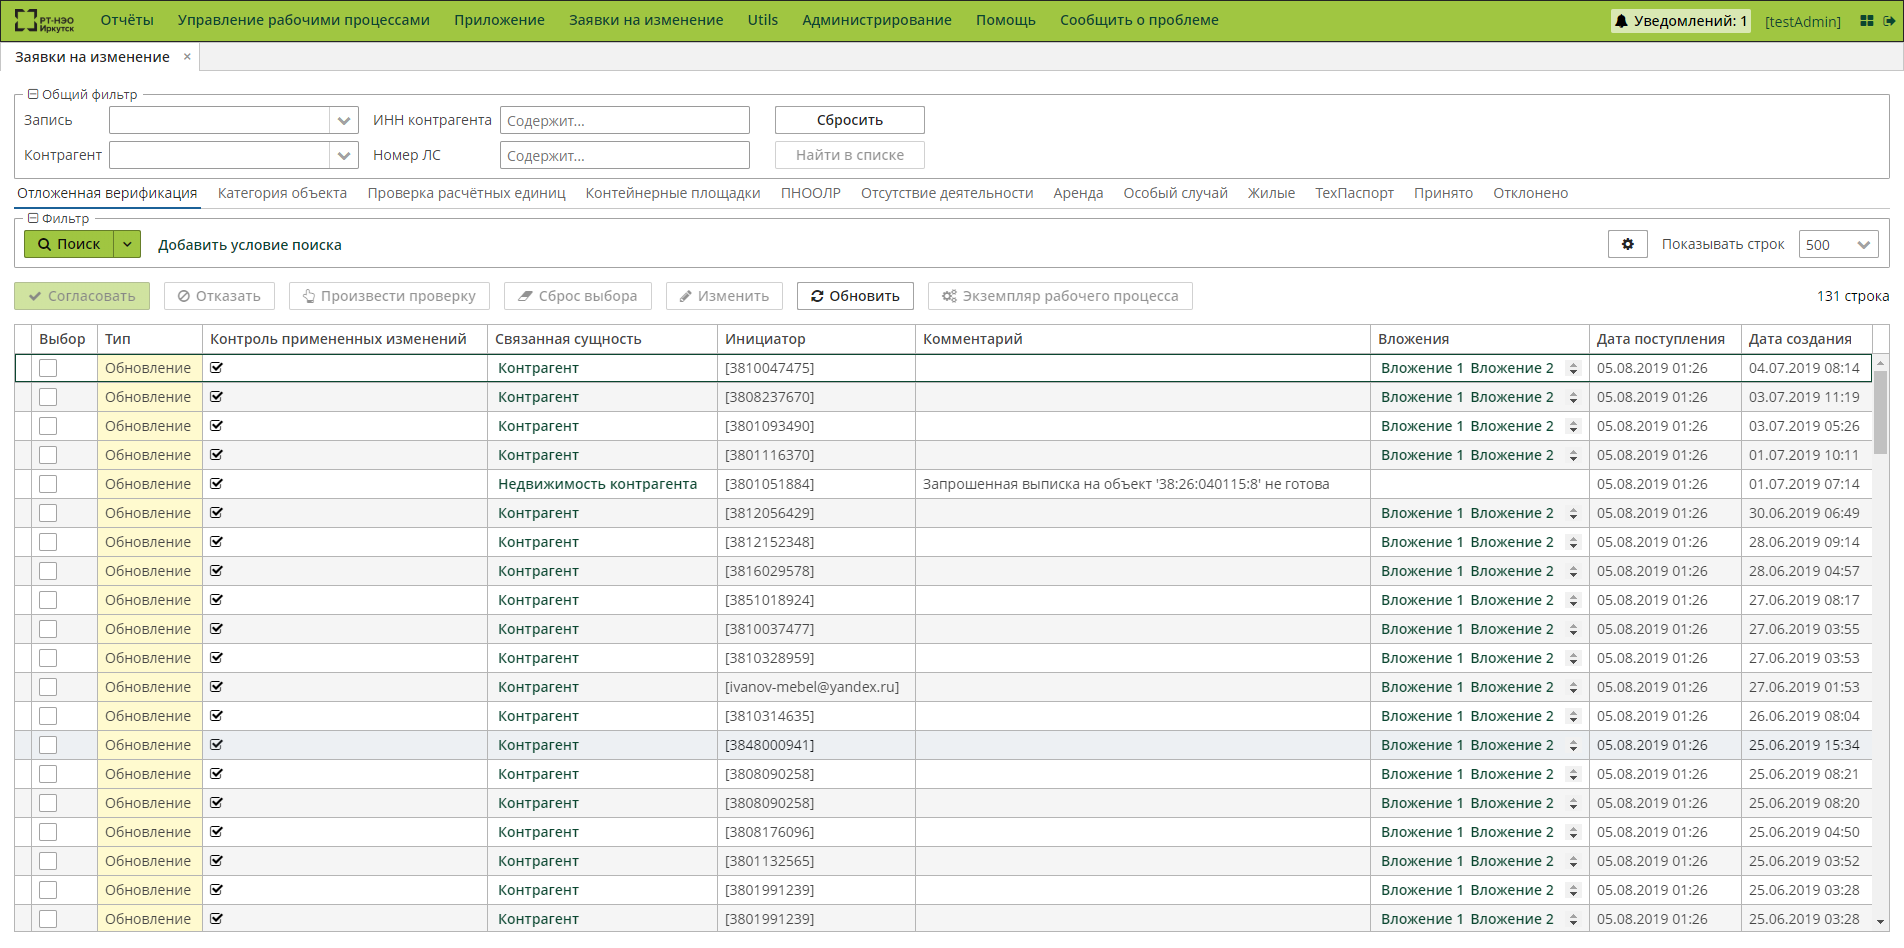 РТ-НЭО Иркутск Отчёты Управление рабочими процессами Приложение Заявки на изменение Utils Администрирование Помощь Сообщить о проблеме Уведомлений: 1 [testAdmin]
Заявки на изменение ×
Общий фильтр
Запись ИНН контрагента Содержит... Сбросить
Контрагент Номер ЛС Содержит... Найти в списке
Отложенная верификация Категория объекта Проверка расчётных единиц Контейнерные площадки ПНООЛР Отсутствие деятельности Аренда Особый случай Жилые ТехПаспорт Принято Отклонено
Фильтр
Поиск Добавить условие поиска Показывать строк 500
Согласовать Отказать Произвести проверку Сброс выбора Изменить Обновить Экземпляр рабочего процесса 131 строка
Выбор Тип Контроль примененных изменений Связанная сущность Инициатор Комментарий Вложения Дата поступления Дата создания
Обновление Контрагент [3810047475] Вложение 1 Вложение 2 05.08.2019 01:26 04.07.2019 08:14
Обновление Контрагент [3808237670] Вложение 1 Вложение 2 05.08.2019 01:26 03.07.2019 11:19
Обновление Контрагент [3801093490] Вложение 1 Вложение 2 05.08.2019 01:26 03.07.2019 05:26
Обновление Контрагент [3801116370] Вложение 1 Вложение 2 05.08.2019 01:26 01.07.2019 10:11
Обновление Недвижимость контрагента [3801051884] Запрошенная выписка на объект '38:26:040115:8' не готова 05.08.2019 01:26 01.07.2019 07:14
Обновление Контрагент [3812056429] Вложение 1 Вложение 2 05.08.2019 01:26 30.06.2019 06:49
Обновление Контрагент [3812152348] Вложение 1 Вложение 2 05.08.2019 01:26 28.06.2019 09:14
Обновление Контрагент [3816029578] Вложение 1 Вложение 2 05.08.2019 01:26 28.06.2019 04:57
Обновление Контрагент [3851018924] Вложение 1 Вложение 2 05.08.2019 01:26 27.06.2019 08:17
Обновление Контрагент [3810037477] Вложение 1 Вложение 2 05.08.2019 01:26 27.06.2019 03:55
Обновление Контрагент [3810328959] Вложение 1 Вложение 2 05.08.2019 01:26 27.06.2019 03:53
Обновление Контрагент [ivanov-mebel@yandex.ru] Вложение 1 Вложение 2 05.08.2019 01:26 27.06.2019 01:53
Обновление Контрагент [3810314635] Вложение 1 Вложение 2 05.08.2019 01:26 26.06.2019 08:04
Обновление Контрагент [3848000941] Вложение 1 Вложение 2 05.08.2019 01:26 25.06.2019 15:34
Обновление Контрагент [3808090258] Вложение 1 Вложение 2 05.08.2019 01:26 25.06.2019 08:21
Обновление Контрагент [3808090258] Вложение 1 Вложение 2 05.08.2019 01:26 25.06.2019 08:20
Обновление Контрагент [3808176096] Вложение 1 Вложение 2 05.08.2019 01:26 25.06.2019 04:50
Обновление Контрагент [3801132565] Вложение 1 Вложение 2 05.08.2019 01:26 25.06.2019 03:52
Обновление Контрагент [3801991239] Вложение 1 Вложение 2 05.08.2019 01:26 25.06.2019 03:28
Обновление Контрагент [3801991239] Вложение 1 Вложение 2 05.08.2019 01:26 25.06.2019 03:28